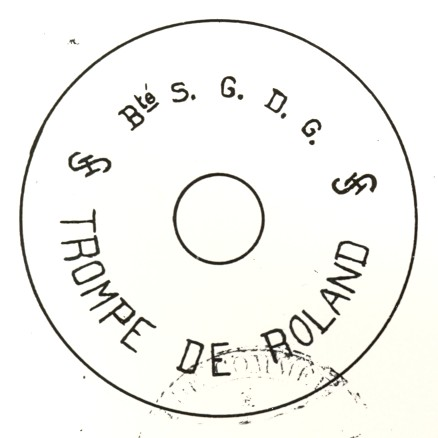 Bté S. G. D. G.
TROMPE DE ROLAND